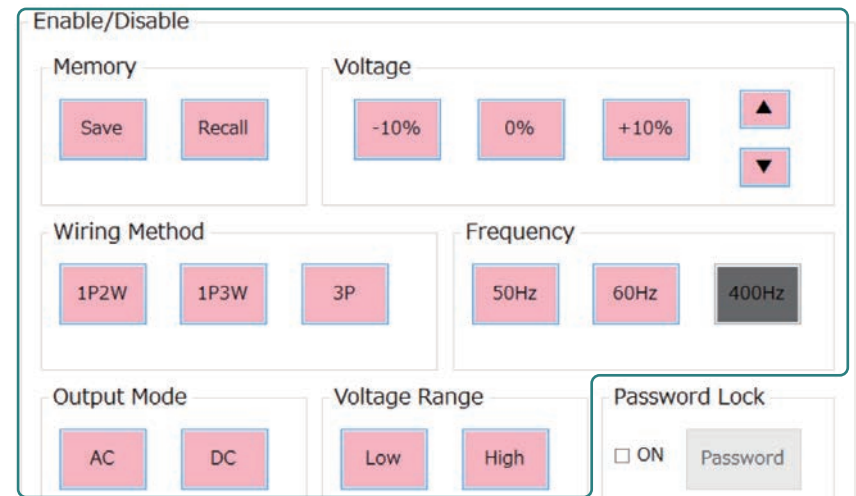 Enable/Disable
Memory
Save Recall
Voltage
-10% 0% +10% ▲
▼
Wiring Method
1P2W 1P3W 3P
Frequency
50Hz 60Hz 400Hz
Output Mode
AC DC
Voltage Range
Low High
Password Lock
ON Password